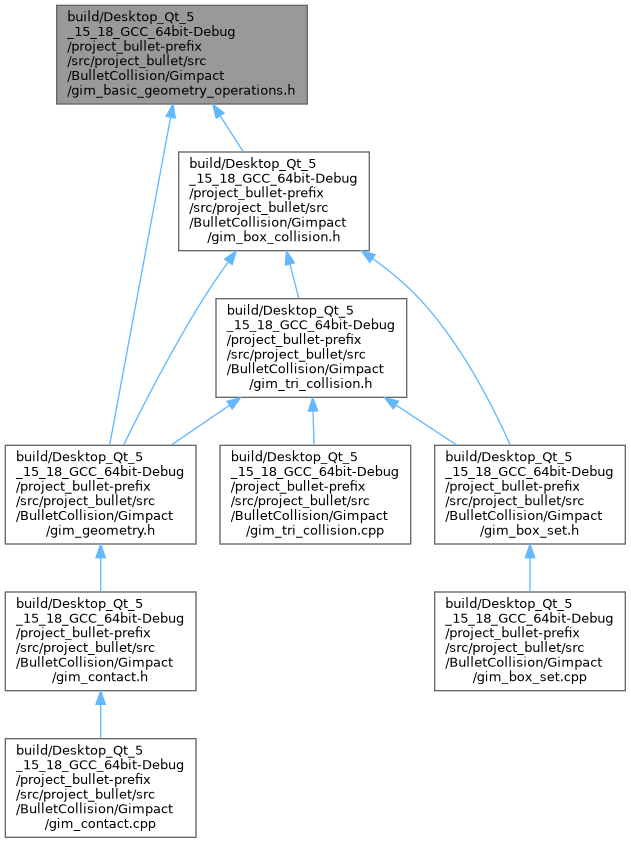 build/Desktop_Qt_5
_15_18_GCC_64bit-Debug
/project_bullet-prefix
/src/project_bullet/src
/BulletCollision/Gimpact
/gim_basic_geometry_operations.h
build/Desktop_Qt_5
_15_18_GCC_64bit-Debug
/project_bullet-prefix
/src/project_bullet/src
/BulletCollision/Gimpact
/gim_box_collision.h
build/Desktop_Qt_5
_15_18_GCC_64bit-Debug
/project_bullet-prefix
/src/project_bullet/src
/BulletCollision/Gimpact
/gim_tri_collision.h
build/Desktop_Qt_5
_15_18_GCC_64bit-Debug
/project_bullet-prefix
/src/project_bullet/src
/BulletCollision/Gimpact
/gim_geometry.h
build/Desktop_Qt_5
_15_18_GCC_64bit-Debug
/project_bullet-prefix
/src/project_bullet/src
/BulletCollision/Gimpact
/gim_tri_collision.cpp
build/Desktop_Qt_5
_15_18_GCC_64bit-Debug
/project_bullet-prefix
/src/project_bullet/src
/BulletCollision/Gimpact
/gim_box_set.h
build/Desktop_Qt_5
_15_18_GCC_64bit-Debug
/project_bullet-prefix
/src/project_bullet/src
/BulletCollision/Gimpact
/gim_contact.h
build/Desktop_Qt_5
_15_18_GCC_64bit-Debug
/project_bullet-prefix
/src/project_bullet/src
/BulletCollision/Gimpact
/gim_box_set.cpp
build/Desktop_Qt_5
_15_18_GCC_64bit-Debug
/project_bullet-prefix
/src/project_bullet/src
/BulletCollision/Gimpact
/gim_contact.cpp